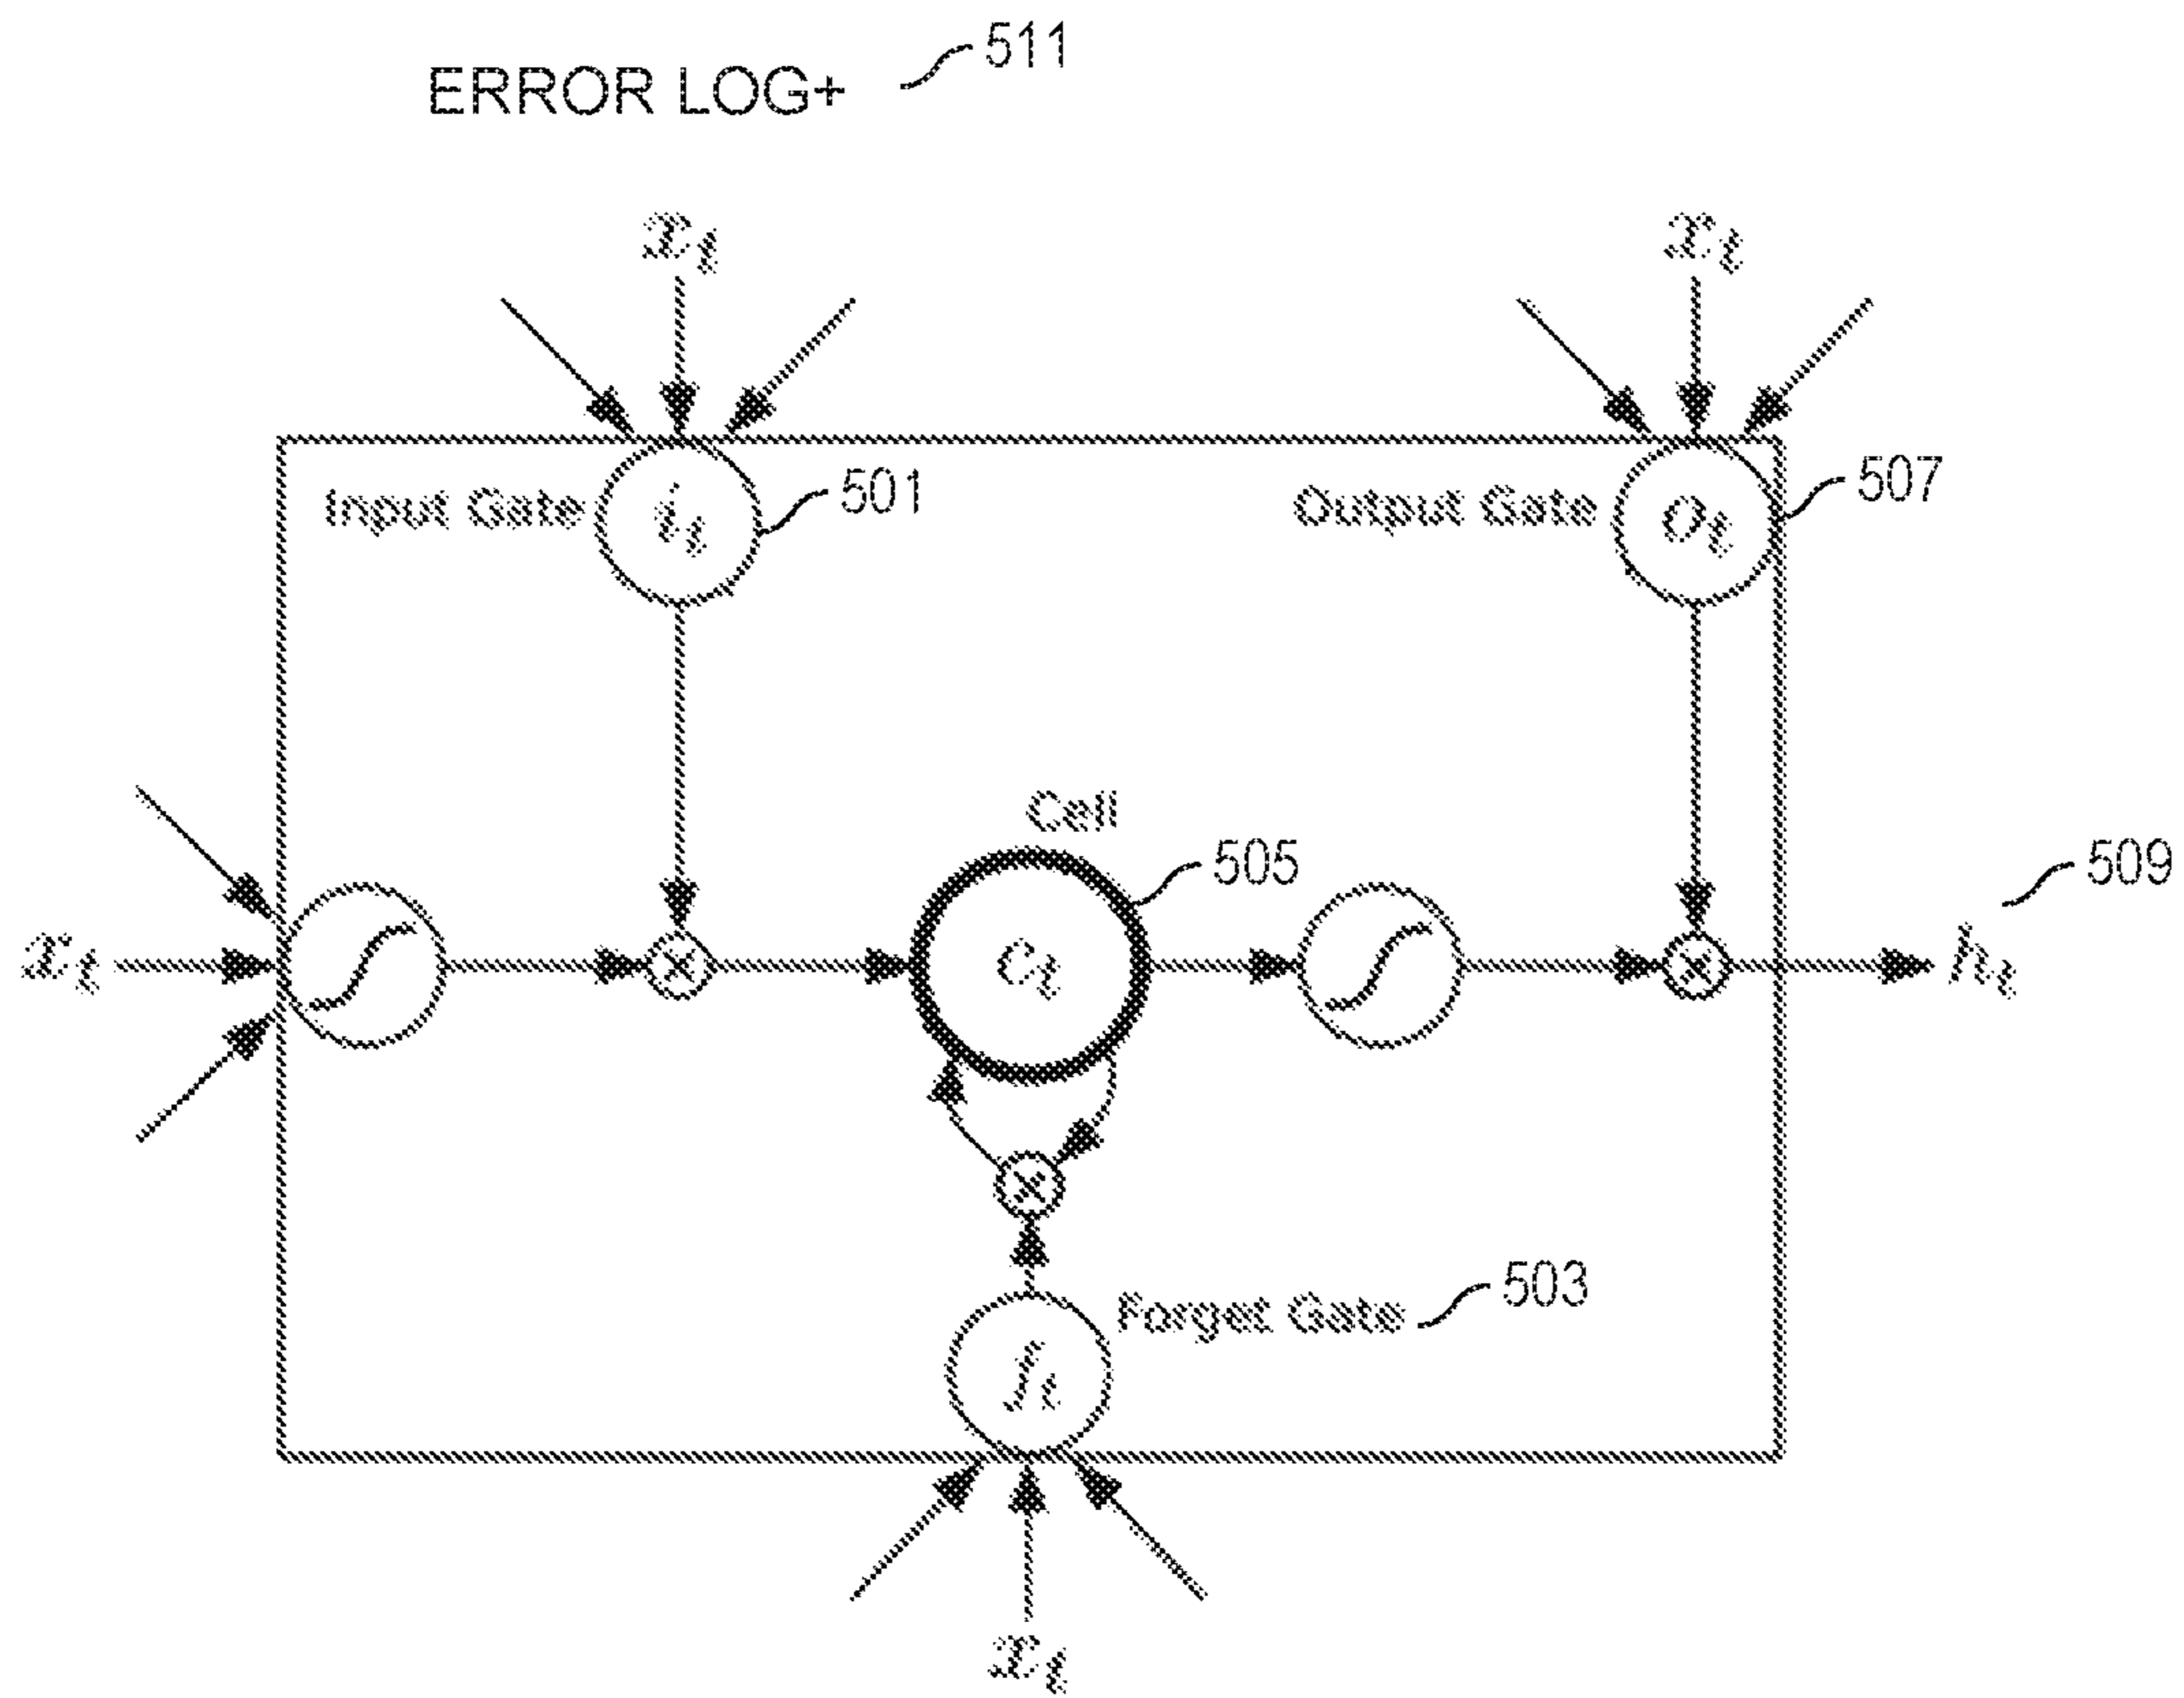 511
ERROR LOG+
x_t
x_t
Input Gate i_t 501
Output Gate o_t 507
Cell
505
509
x_t
c_t
h_t
Forget Gate 503
f_t
x_t